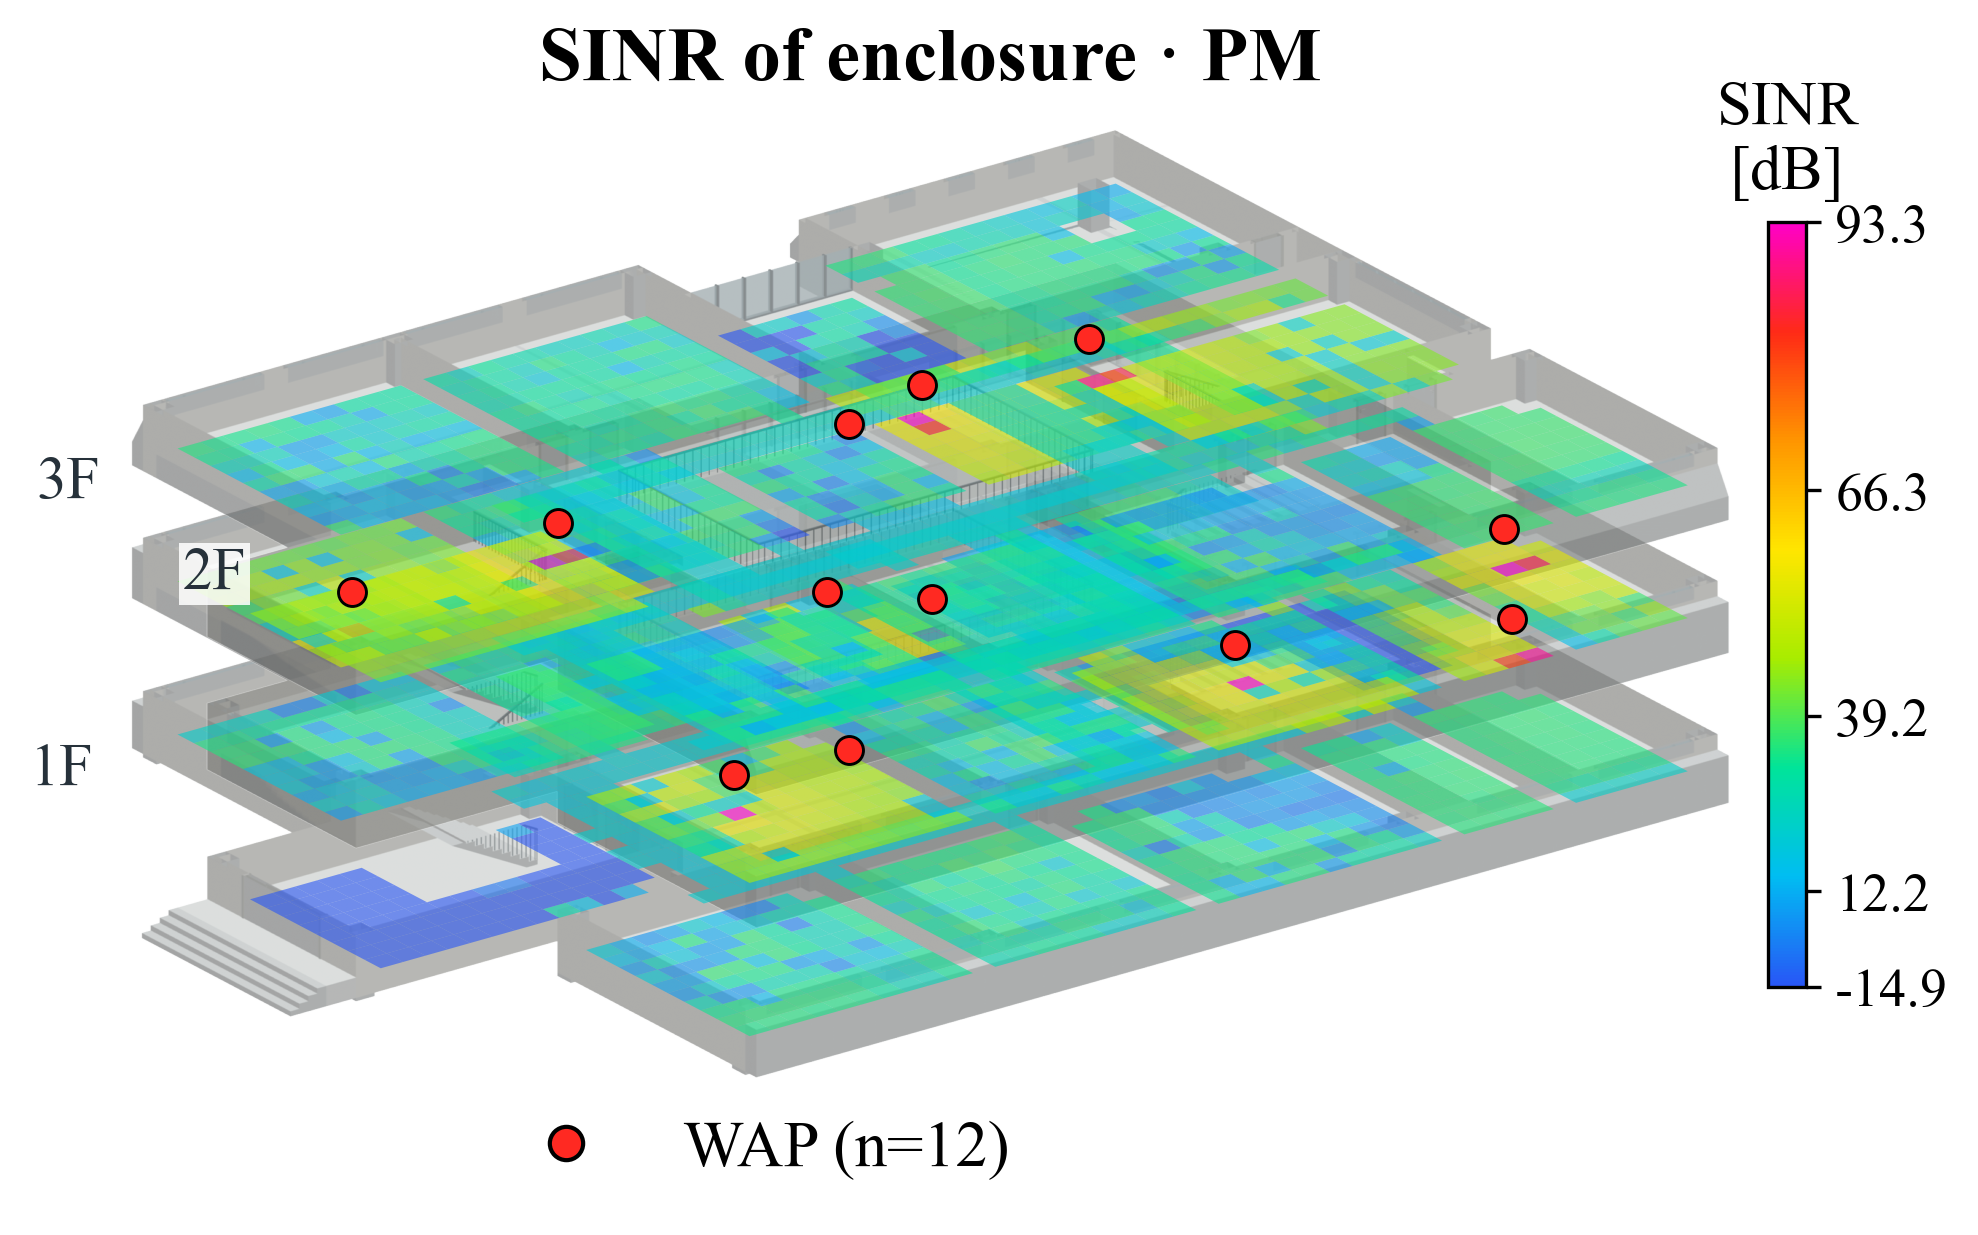 SINR of enclosure · PM
SINR
[dB]
93.3
66.3
39.2
12.2
-14.9
3F
2F
1F
WAP (n=12)